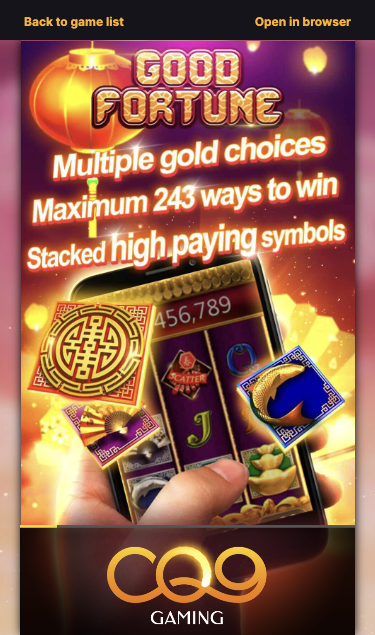 Back to game list
Open in browser
GOOD
FORTUNE
Multiple gold choices
Maximum 243 ways to win
Stacked high paying symbols
456,789
SCATTER
J
CQ9
GAMING